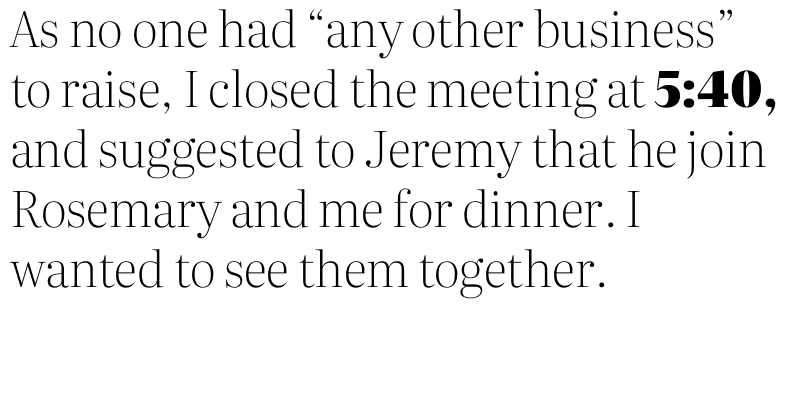 As no one had “any other business”
to raise, I closed the meeting at 5:40,
and suggested to Jeremy that he join
Rosemary and me for dinner. I
wanted to see them together.